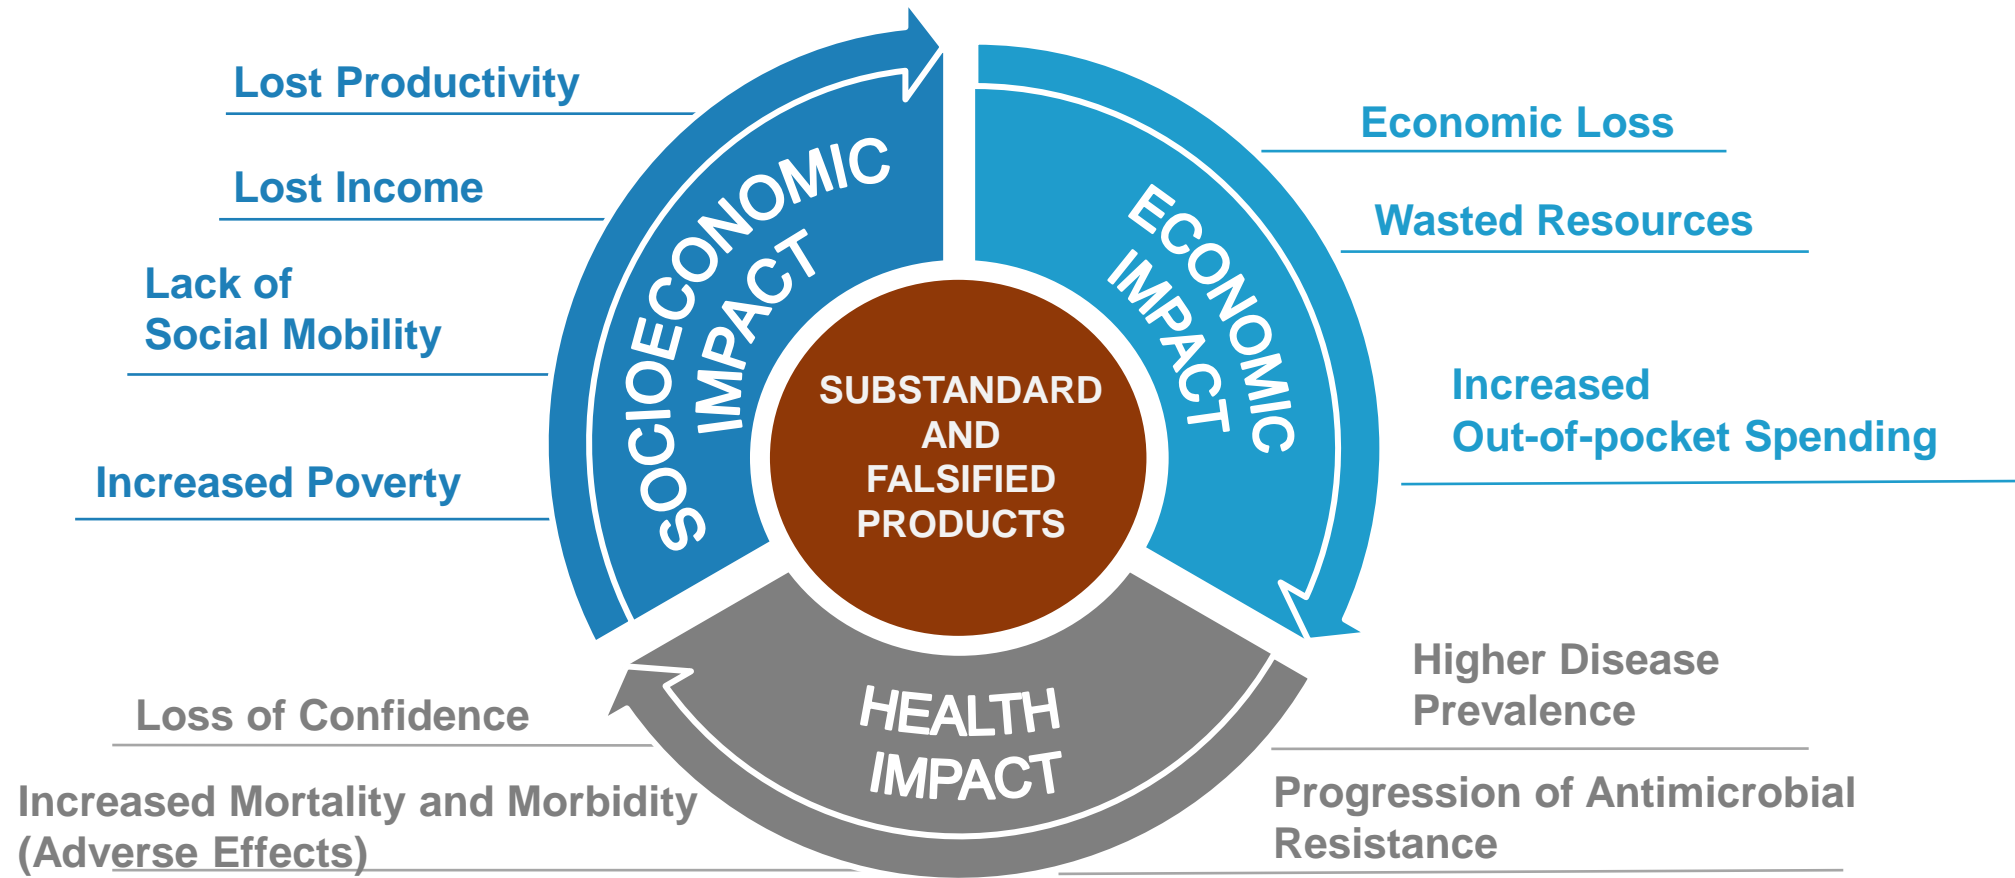 Lost Productivity
Lost Income
Lack of
Social Mobility
Increased Poverty
SOCIOECONOMIC
IMPACT
Economic Loss
Wasted Resources
Increased
Out-of-pocket Spending
ECONOMIC
IMPACT
SUBSTANDARD
AND
FALSIFIED
PRODUCTS
Higher Disease
Prevalence
Progression of Antimicrobial
Resistance
HEALTH
IMPACT
Loss of Confidence
Increased Mortality and Morbidity
(Adverse Effects)